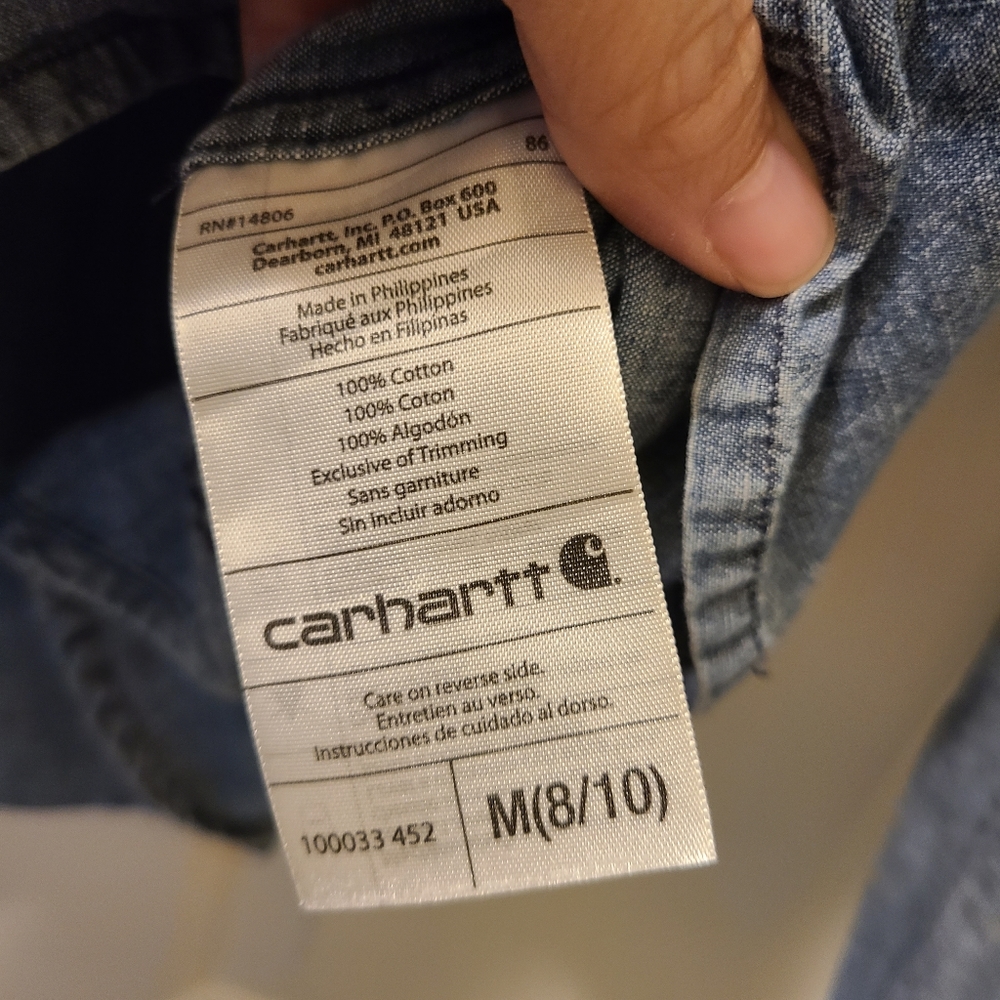 86
RN#14806
Carhartt, Inc. P.O. Box 600
Dearborn, MI 48121 USA
carhartt.com
Made in Philippines
Fabriqué aux Philippines
Hecho en Filipinas
100% Cotton
100% Coton
100% Algodón
Exclusive of Trimming
Sans garniture
Sin incluir adorno
carhartt
Care on reverse side.
Entretien au verso.
Instrucciones de cuidado al dorso.
100033 452
M(8/10)